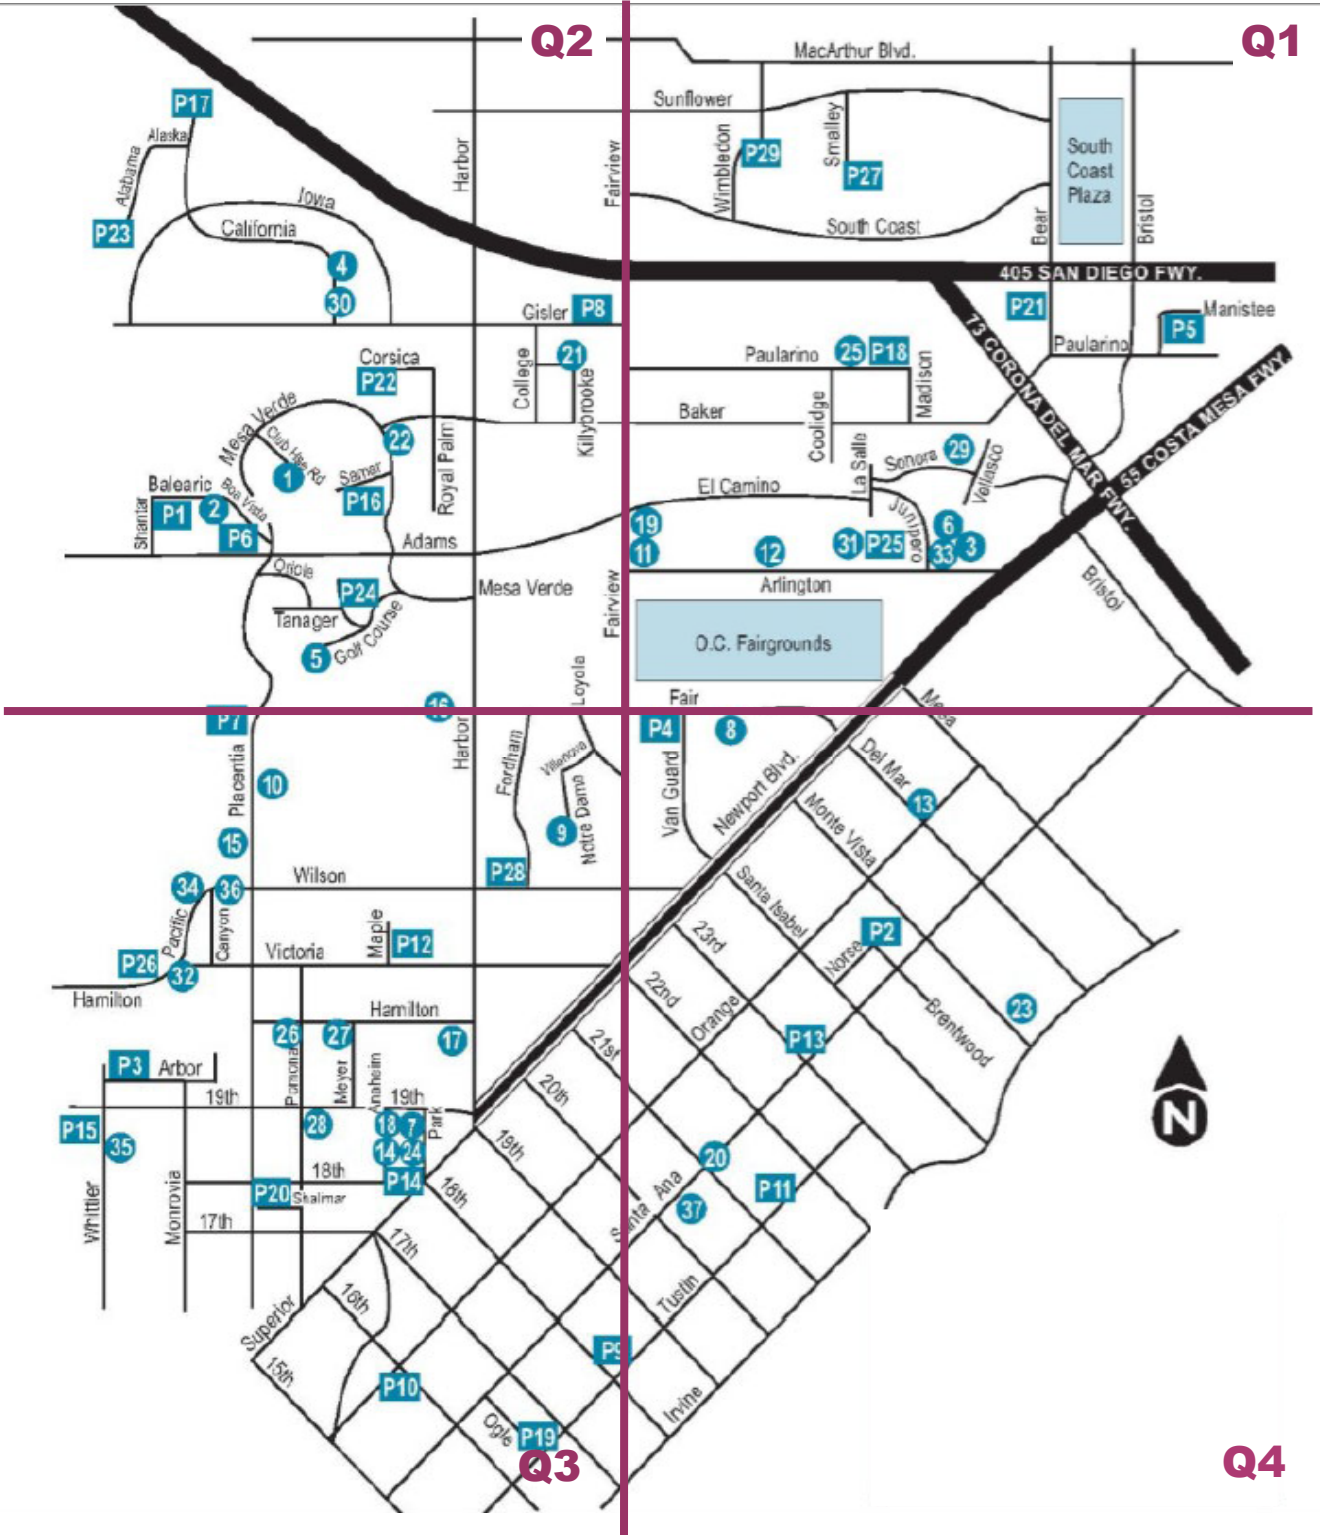 Q2
Q1
MacArthur Blvd.
P17
Sunflower
Alaska
Harbor
Fairview
Wimbledon
P29
Smalley
P27
South
Coast
Plaza
Alabama
P23
Iowa
California
South Coast
Bear
Bristol
4
30
405 SAN DIEGO FWY.
Gisler
P8
P21
Manistee
P5
73 CORONA DEL MAR FWY.
Paularino
Corsica
P22
College
21
Killybrooke
Paularino
25
P18
Madison
55 COSTA MESA FWY.
Mesa Verde
Baker
Coolidge
22
Club Hse Rd
1
Samar
P16
Royal Palm
La Salle
Sonora
29
Vellasco
Balearic
Boa Vista
2
P1
P6
Shantar
El Camino
Junipero
19
11
12
31
P25
6
33
3
Adams
Arlington
Oriole
P24
Mesa Verde
Fairview
Tanager
Golf Course
5
O.C. Fairgrounds
Bristol
Loyola
Fair
Mesa
16
P7
Harbor
P4
8
Placentia
Fordham
Villanova
Van Guard
Newport Blvd.
Del Mar
10
Notre Dame
9
13
Monte Vista
15
P28
Wilson
34
36
Santa Isabel
Pacific
Canyon
Victoria
Maple
P12
23rd
P2
Norse
P26
32
Hamilton
22nd
Orange
Brentwood
23
Hamilton
26
27
17
21st
P13
P3
Arbor
Pomona
Meyer
Anaheim
19th
19th
Park
20th
N
P15
35
28
18
7
14
24
19th
18th
P14
20
P20
Shalimar
18th
Santa Ana
P11
37
Whittier
Monrovia
17th
17th
16th
Tustin
Superior
15th
P9
P10
Irvine
Ogle
P19
Q3
Q4